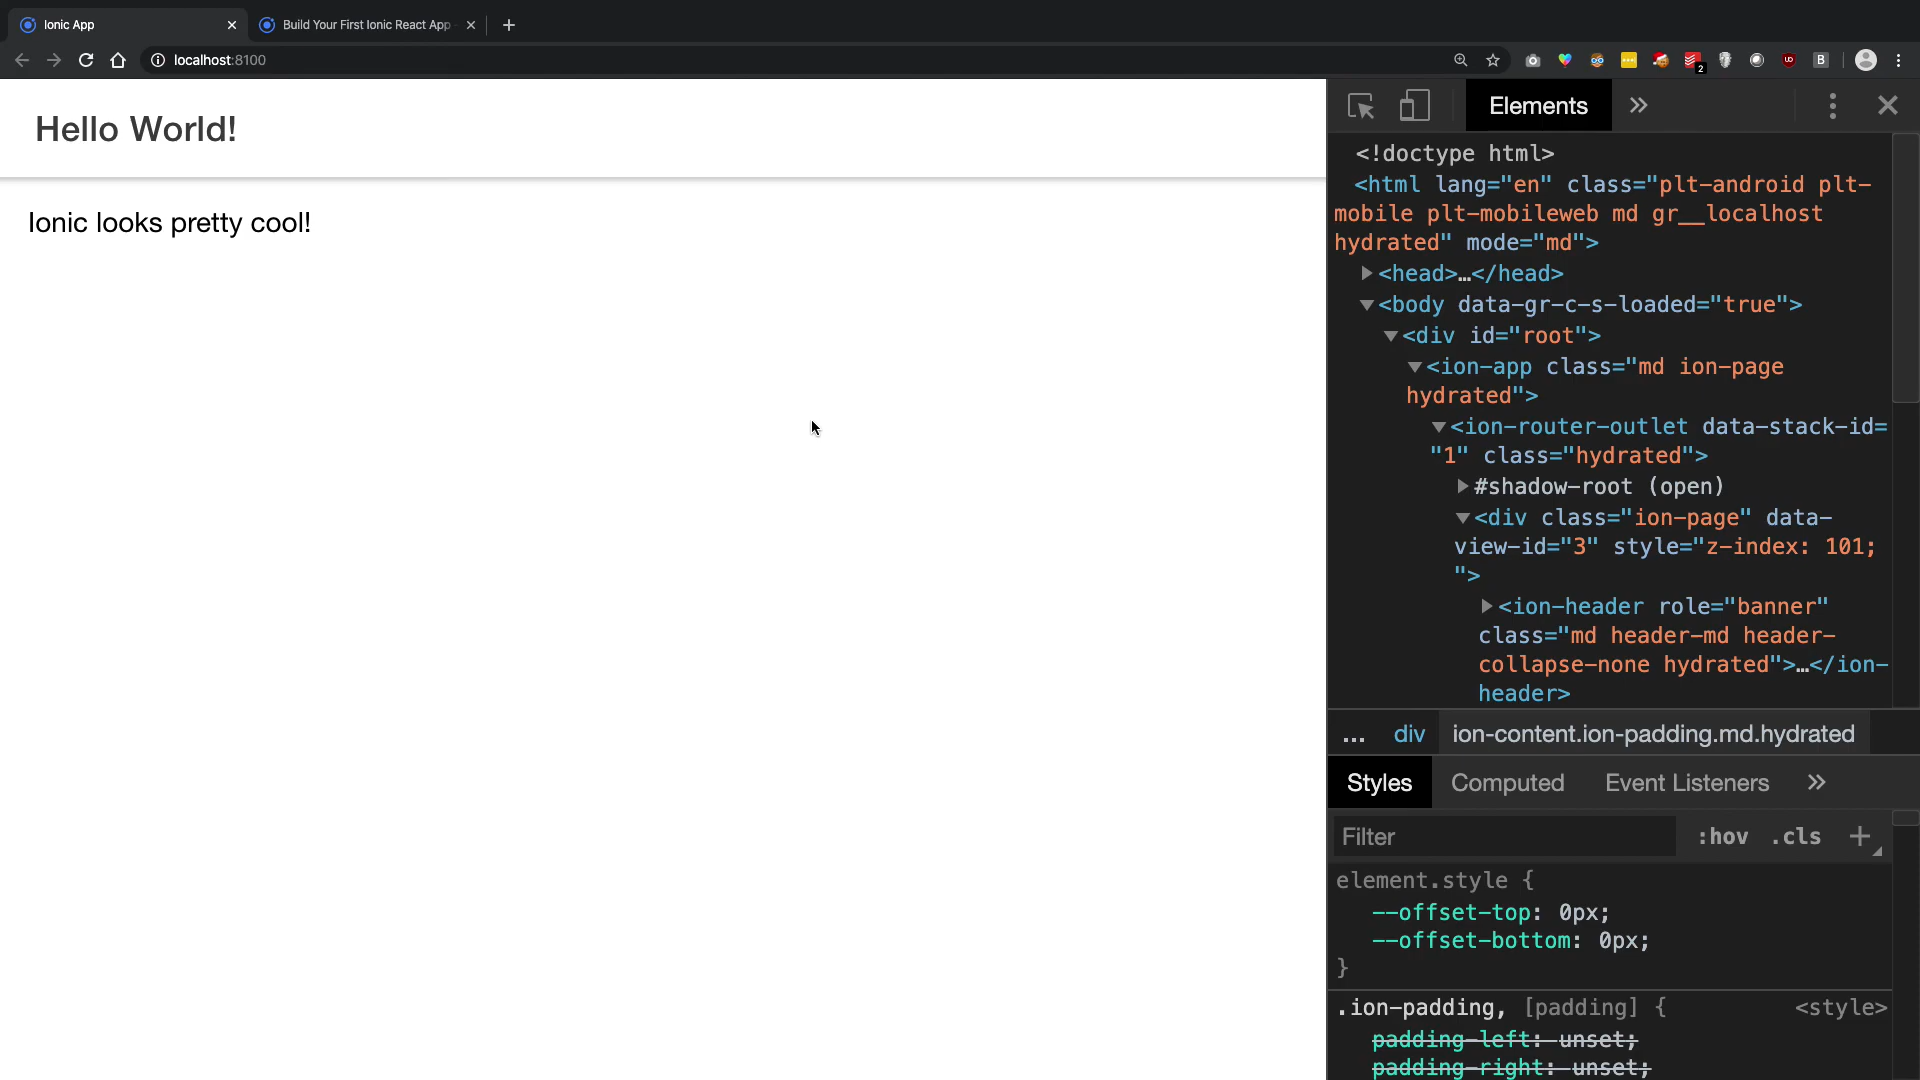 Ionic App
Build Your First Ionic React App
localhost:8100
2
UD
B
Hello World!
Ionic looks pretty cool!
Elements
<!doctype html>
<html lang="en" class="plt-android plt-
mobile plt-mobileweb md gr__localhost
hydrated" mode="md">
<head>…</head>
<body data-gr-c-s-loaded="true">
<div id="root">
<ion-app class="md ion-page
hydrated">
<ion-router-outlet data-stack-id=
"1" class="hydrated">
#shadow-root (open)
<div class="ion-page" data-
view-id="3" style="z-index: 101;
">
<ion-header role="banner"
class="md header-md header-
collapse-none hydrated">…</ion-
header>
... div ion-content.ion-padding.md.hydrated
Styles Computed Event Listeners
Filter :hov .cls +
element.style {
--offset-top: 0px;
--offset-bottom: 0px;
}
.ion-padding, [padding] { <style>
padding-left: unset;
padding-right: unset;